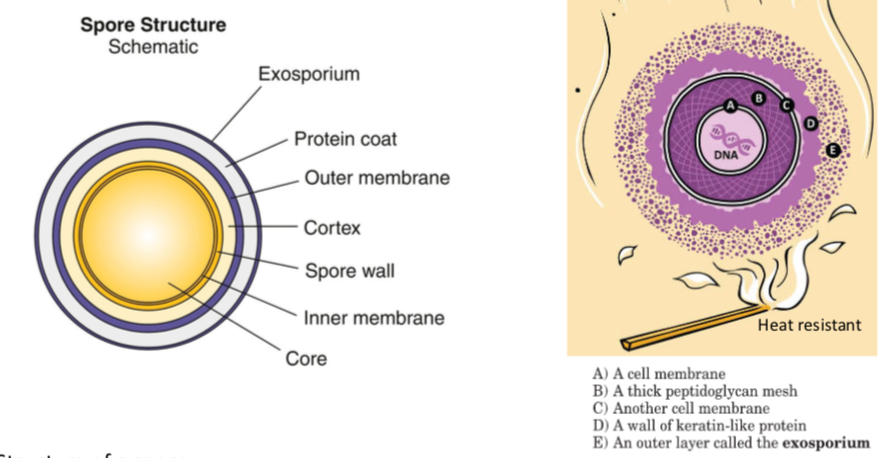 Spore Structure
Schematic
Exosporium
Protein coat
Outer membrane
Cortex
Spore wall
Inner membrane
Core
A
B
C
D
E
DNA
Heat resistant
A) A cell membrane
B) A thick peptidoglycan mesh
C) Another cell membrane
D) A wall of keratin-like protein
E) An outer layer called the exosporium